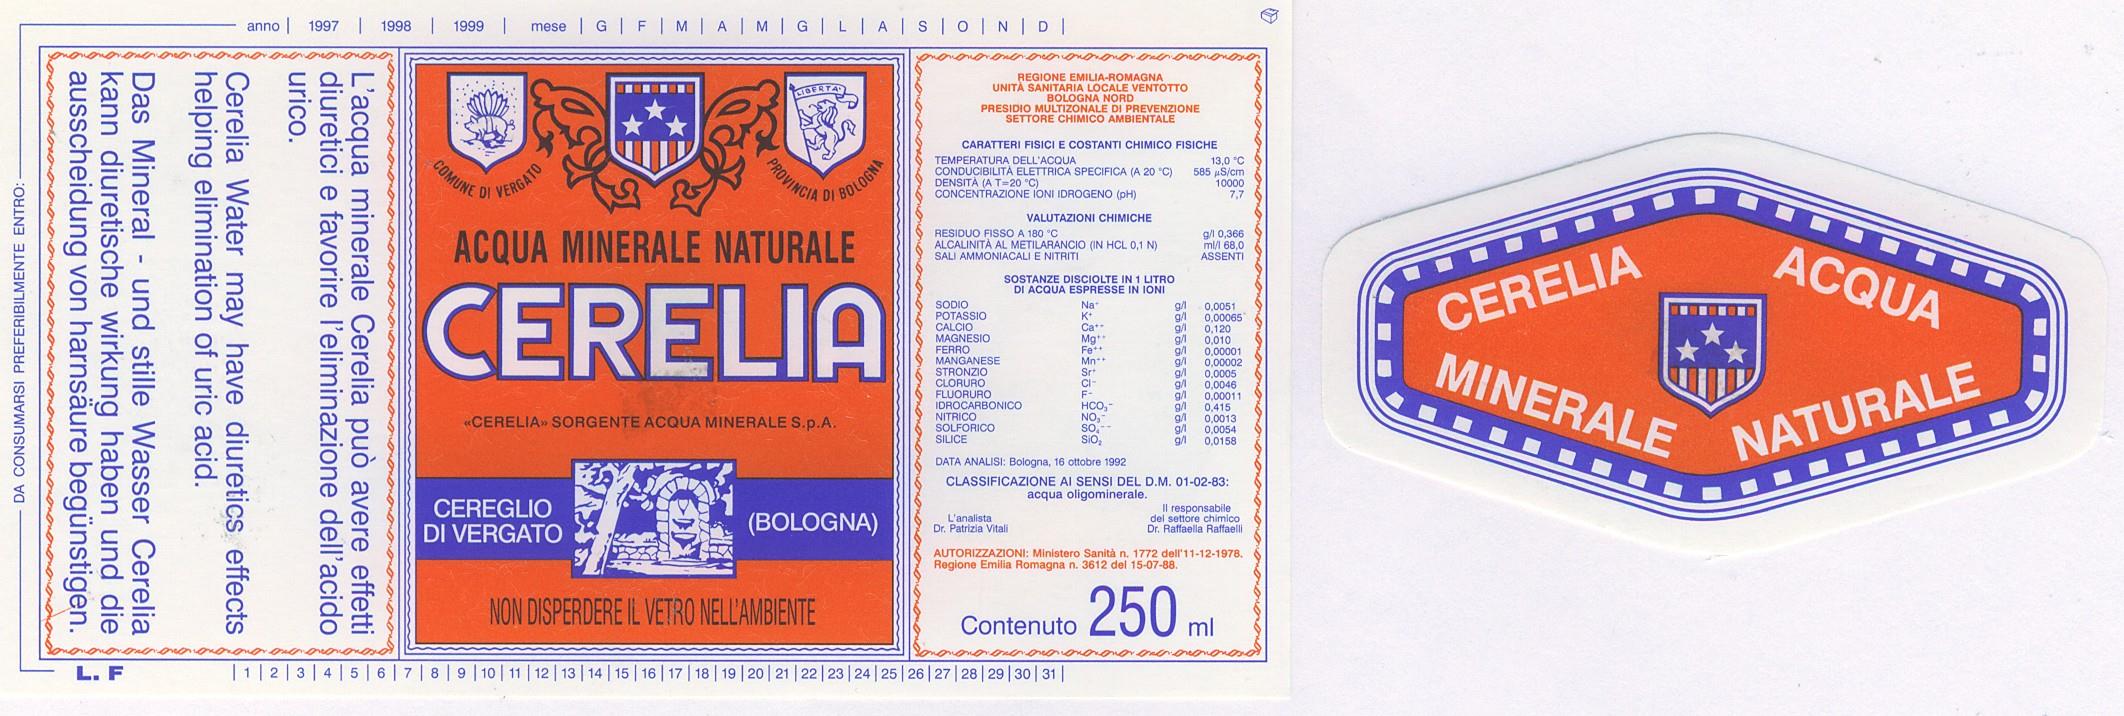 anno | 1997 | 1998 | 1999 | mese | G | F | M | A | M | G | L | A | S | O | N | D |
DA CONSUMARSI PREFERIBILMENTE ENTRO:
L'acqua minerale Cerelia può avere effetti
diuretici e favorire l'eliminazione dell'acido
urico.
Cerelia Water may have diuretics effects
helping elimination of uric acid.
Das Mineral - und stille Wasser Cerelia
kann diuretische wirkung haben und die
ausscheidung von harnsäure begünstigen.
L. F
| 1 | 2 | 3 | 4 | 5 | 6 | 7 | 8 | 9 | 10 | 11 | 12 | 13 | 14 | 15 | 16 | 17 | 18 | 19 | 20 | 21 | 22 | 23 | 24 | 25 | 26 | 27 | 28 | 29 | 30 | 31 |
LIBERTA'
COMUNE DI VERGATO
PROVINCIA DI BOLOGNA
ACQUA MINERALE NATURALE
CERELIA
«CERELIA» SORGENTE ACQUA MINERALE S.p.A.
CEREGLIO
DI VERGATO
(BOLOGNA)
NON DISPERDERE IL VETRO NELL'AMBIENTE
REGIONE EMILIA-ROMAGNA
UNITÀ SANITARIA LOCALE VENTOTTO
BOLOGNA NORD
PRESIDIO MULTIZONALE DI PREVENZIONE
SETTORE CHIMICO AMBIENTALE
CARATTERI FISICI E COSTANTI CHIMICO FISICHE
TEMPERATURA DELL'ACQUA 13,0 °C
CONDUCIBILITÀ ELETTRICA SPECIFICA (A 20 °C) 585 µS/cm
DENSITÀ (A T=20 °C) 10000
CONCENTRAZIONE IONI IDROGENO (pH) 7,7
VALUTAZIONI CHIMICHE
RESIDUO FISSO A 180 °C g/l 0,366
ALCALINITÀ AL METILARANCIO (IN HCL 0,1 N) ml/l 68,0
SALI AMMONIACALI E NITRITI ASSENTI
SOSTANZE DISCIOLTE IN 1 LITRO
DI ACQUA ESPRESSE IN IONI
SODIO Na⁺ g/l 0,0051
POTASSIO K⁺ g/l 0,00065
CALCIO Ca⁺⁺ g/l 0,120
MAGNESIO Mg⁺⁺ g/l 0,010
FERRO Fe⁺⁺ g/l 0,00001
MANGANESE Mn⁺⁺ g/l 0,00002
STRONZIO Sr⁺ g/l 0,0005
CLORURO Cl⁻ g/l 0,0046
FLUORURO F⁻ g/l 0,00011
IDROCARBONICO HCO₃⁻ g/l 0,415
NITRICO NO₃⁻ g/l 0,0013
SOLFORICO SO₄⁻⁻ g/l 0,0054
SILICE SiO₂ g/l 0,0158
DATA ANALISI: Bologna, 16 ottobre 1992
CLASSIFICAZIONE AI SENSI DEL D.M. 01-02-83:
acqua oligominerale.
L'analista
Dr. Patrizia Vitali
Il responsabile
del settore chimico
Dr. Raffaella Raffaelli
AUTORIZZAZIONI: Ministero Sanità n. 1772 dell'11-12-1978.
Regione Emilia Romagna n. 3612 del 15-07-88.
Contenuto 250 ml
CERELIA ACQUA
MINERALE NATURALE